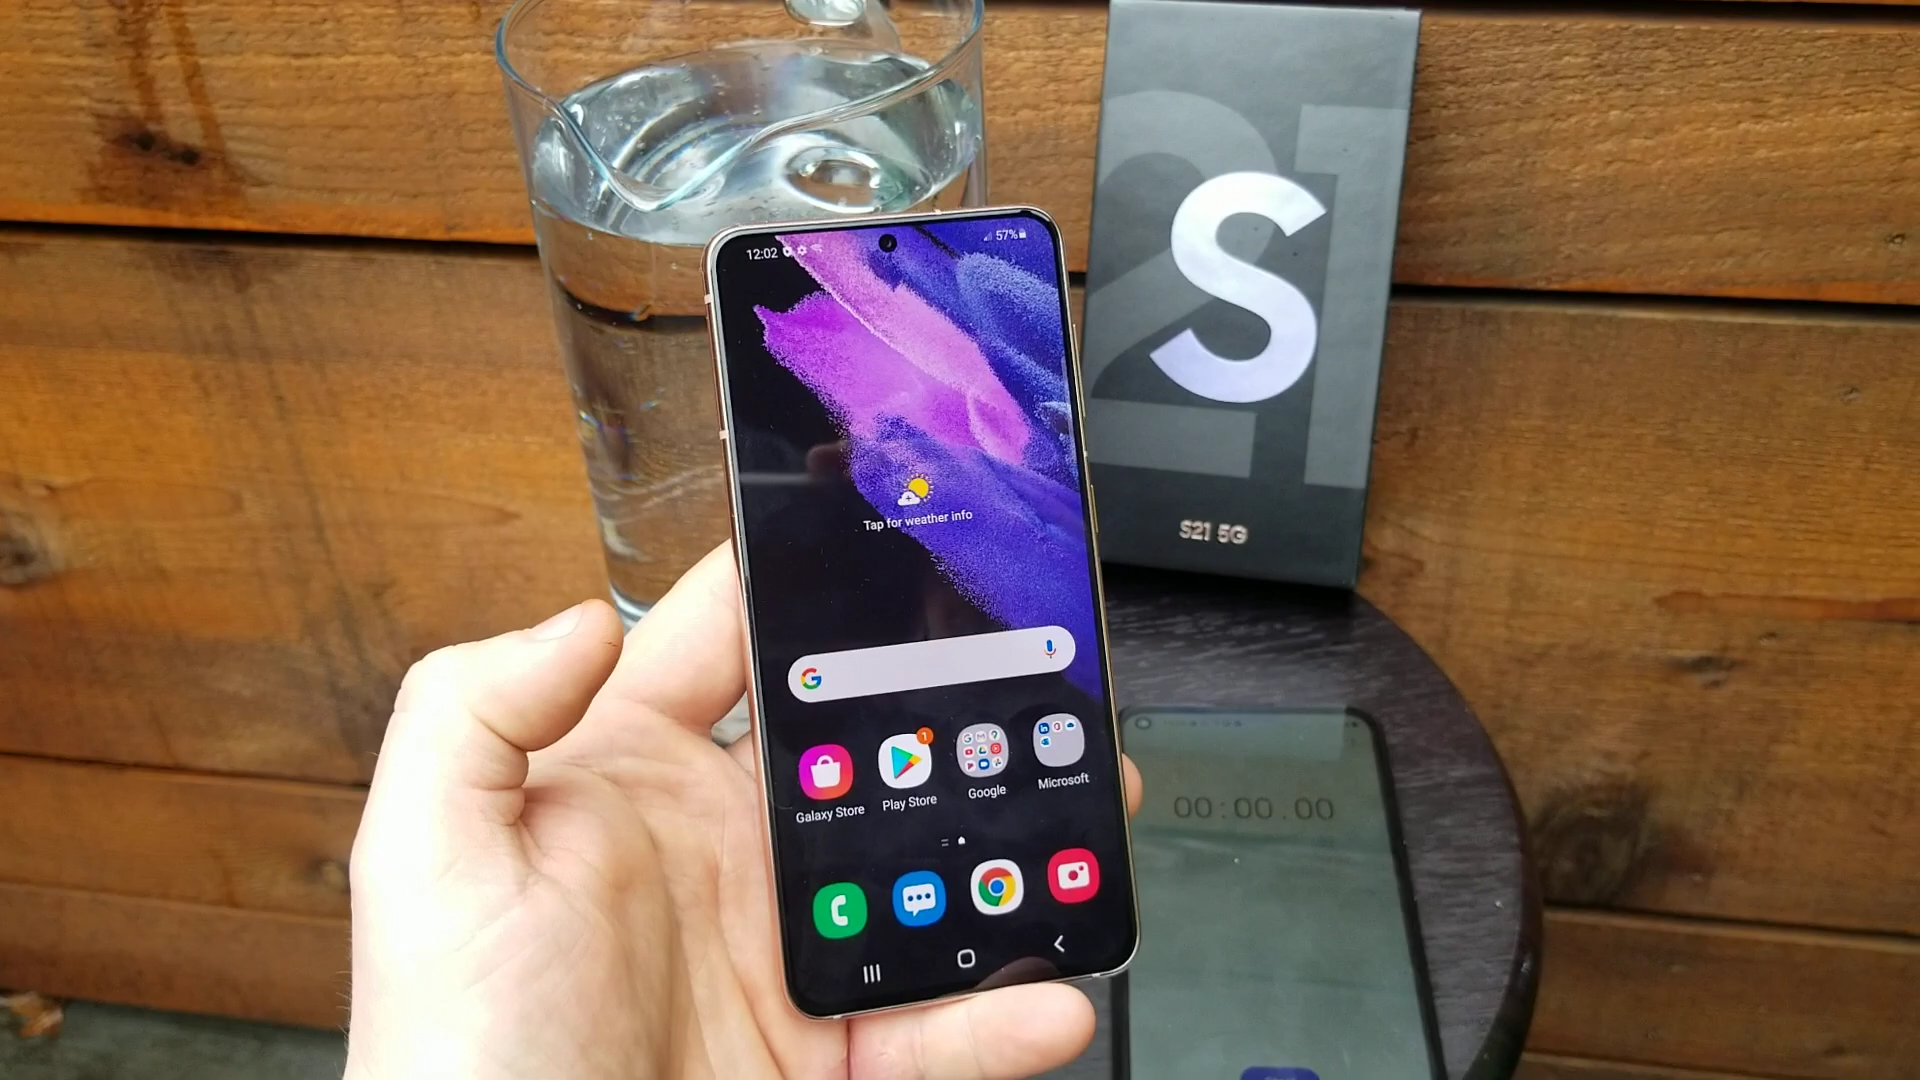 21
S
S21 5G
12:02
57%
Tap for weather info
G
1
Galaxy Store
Play Store
Google
Microsoft
00:00.00